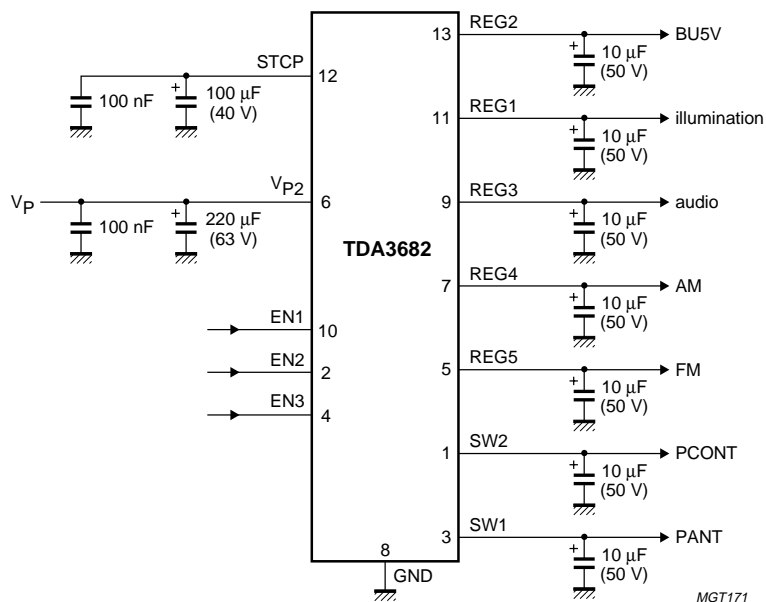 13 REG2 BU5V
10 μF
(50 V)
STCP
12
100 nF
100 μF
(40 V)
11 REG1 illumination
10 μF
(50 V)
VP
VP2
6
100 nF
220 μF
(63 V)
9 REG3 audio
10 μF
(50 V)
TDA3682
7 REG4 AM
10 μF
(50 V)
EN1
10
EN2
2
EN3
4
5 REG5 FM
10 μF
(50 V)
1 SW2 PCONT
10 μF
(50 V)
3 SW1 PANT
10 μF
(50 V)
8
GND
MGT171